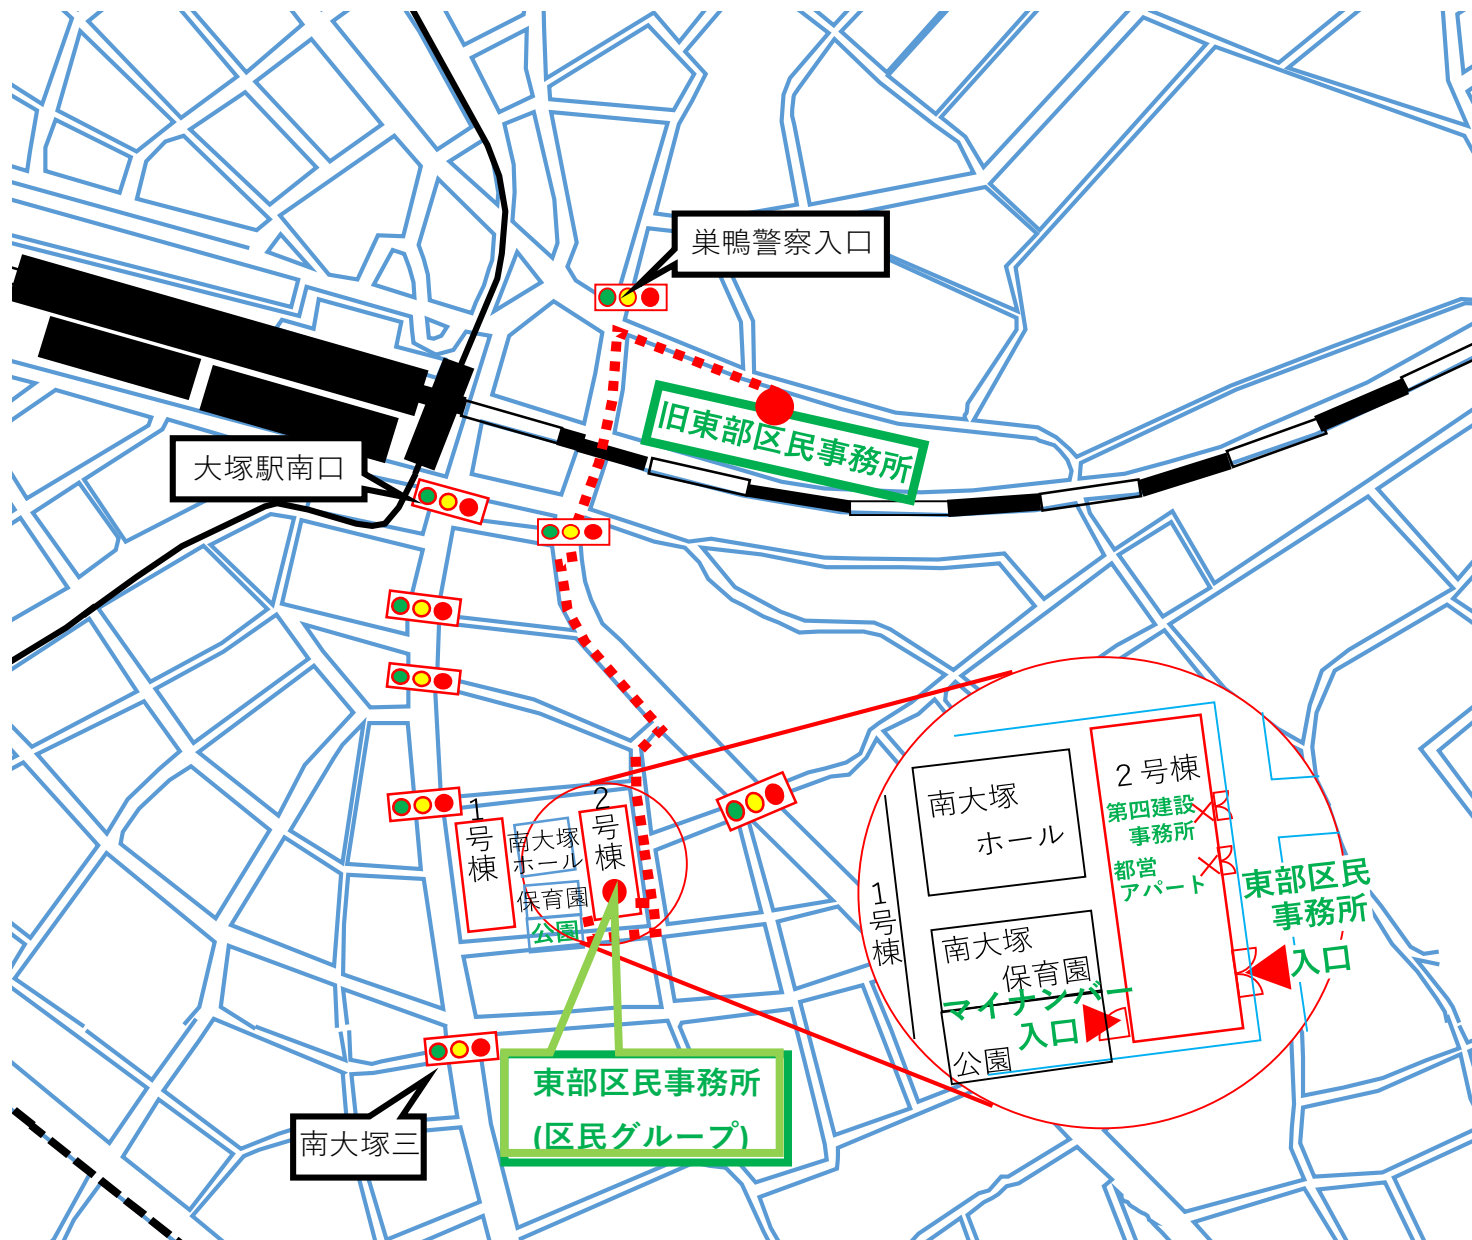 巣鴨警察入口
旧東部区民事務所
大塚駅南口
1
号
棟
南大塚
ホール
保育園
公園
2
号
棟
南大塚三
東部区民事務所
(区民グループ)
南大塚
ホール
1
号
棟
南大塚
保育園
マイナンバー
入口
公園
2号棟
第四建設
事務所
都営
アパート
東部区民
事務所
入口